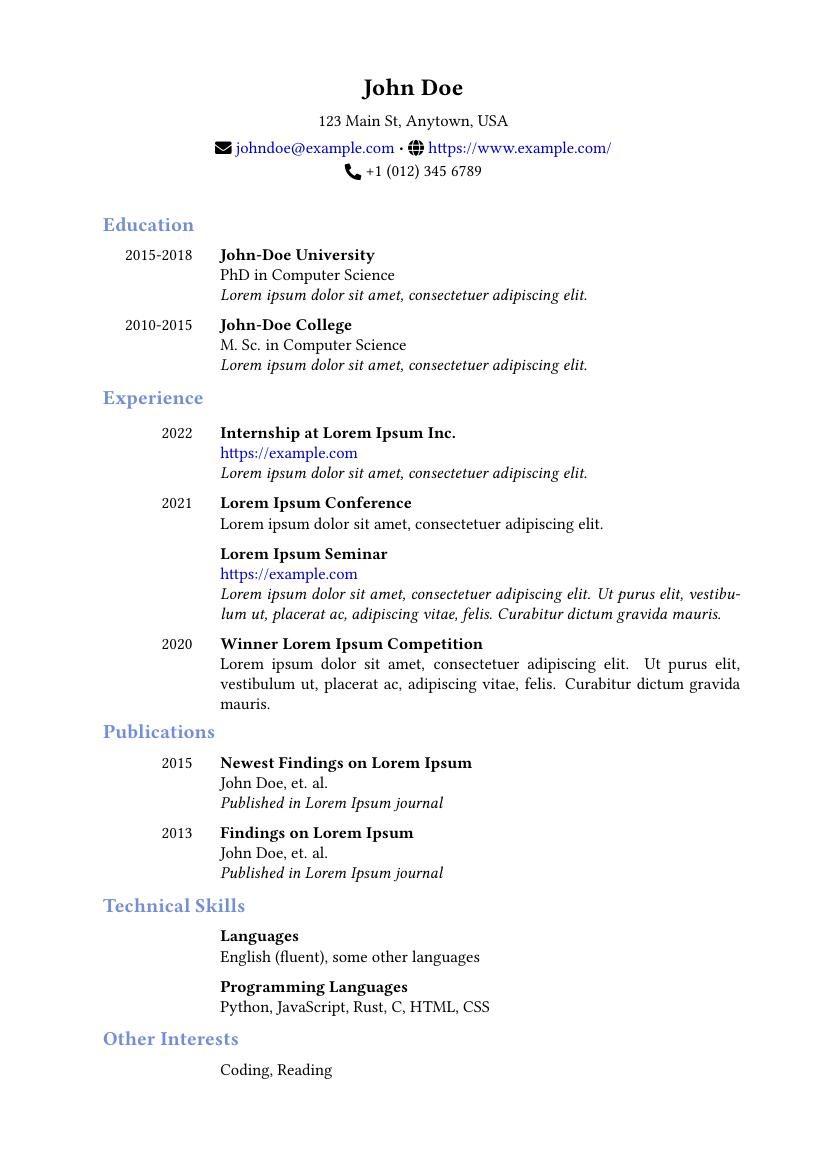 John Doe
123 Main St, Anytown, USA
johndoe@example.com · https://www.example.com/
+1 (012) 345 6789
Education
2015-2018 John-Doe University
PhD in Computer Science
Lorem ipsum dolor sit amet, consectetuer adipiscing elit.
2010-2015 John-Doe College
M. Sc. in Computer Science
Lorem ipsum dolor sit amet, consectetuer adipiscing elit.
Experience
2022 Internship at Lorem Ipsum Inc.
https://example.com
Lorem ipsum dolor sit amet, consectetuer adipiscing elit.
2021 Lorem Ipsum Conference
Lorem ipsum dolor sit amet, consectetuer adipiscing elit.
Lorem Ipsum Seminar
https://example.com
Lorem ipsum dolor sit amet, consectetuer adipiscing elit. Ut purus elit, vestibu-
lum ut, placerat ac, adipiscing vitae, felis. Curabitur dictum gravida mauris.
2020 Winner Lorem Ipsum Competition
Lorem ipsum dolor sit amet, consectetuer adipiscing elit. Ut purus elit,
vestibulum ut, placerat ac, adipiscing vitae, felis. Curabitur dictum gravida
mauris.
Publications
2015 Newest Findings on Lorem Ipsum
John Doe, et. al.
Published in Lorem Ipsum journal
2013 Findings on Lorem Ipsum
John Doe, et. al.
Published in Lorem Ipsum journal
Technical Skills
Languages
English (fluent), some other languages
Programming Languages
Python, JavaScript, Rust, C, HTML, CSS
Other Interests
Coding, Reading